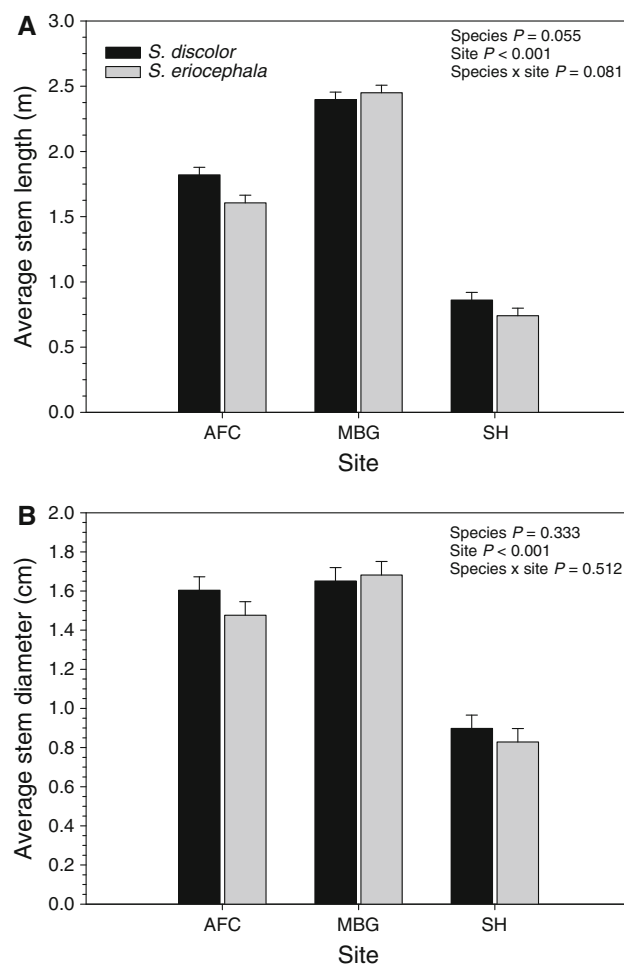 A
3.0
2.5
2.0
1.5
1.0
0.5
0.0
Average stem length (m)
S. discolor
S. eriocephala
Species P = 0.055
Site P < 0.001
Species x site P = 0.081
AFC MBG SH
Site
B
2.0
1.8
1.6
1.4
1.2
1.0
0.8
0.6
0.4
0.2
0.0
Average stem diameter (cm)
Species P = 0.333
Site P < 0.001
Species x site P = 0.512
AFC MBG SH
Site